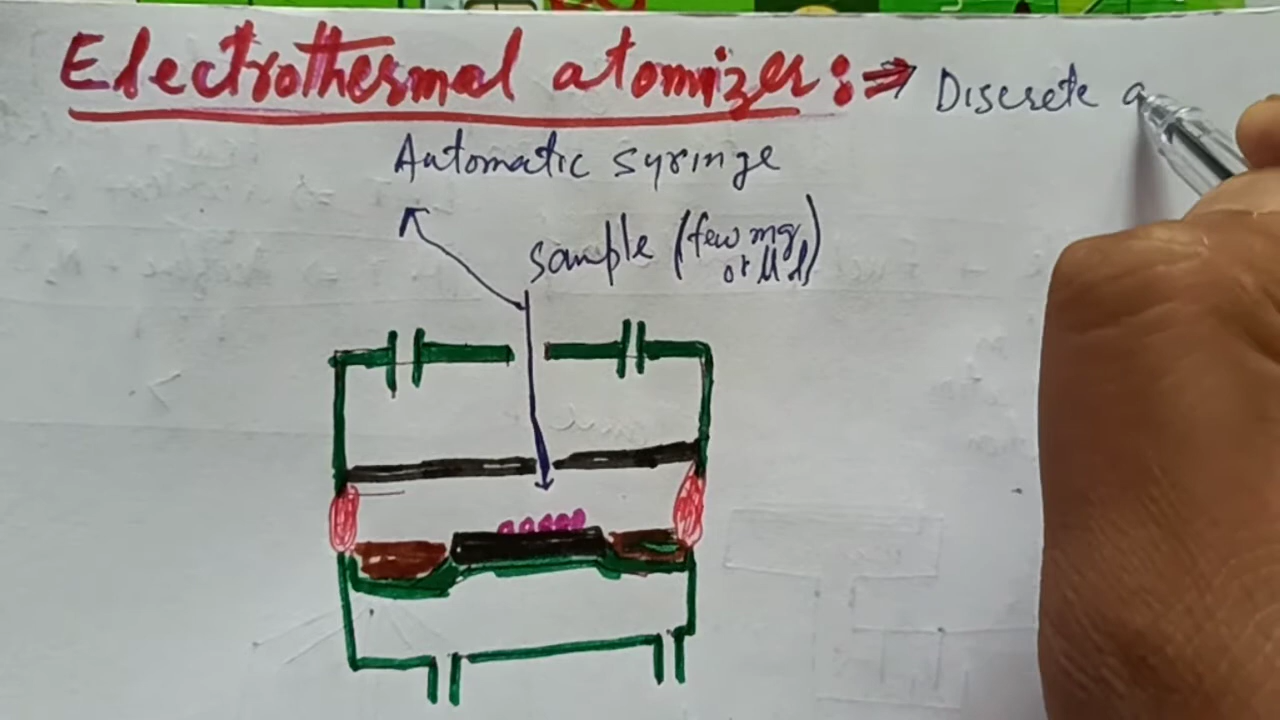 Electrothermal atomizer :⇒ Discrete a
Automatic syringe
sample (few mg
or μl)